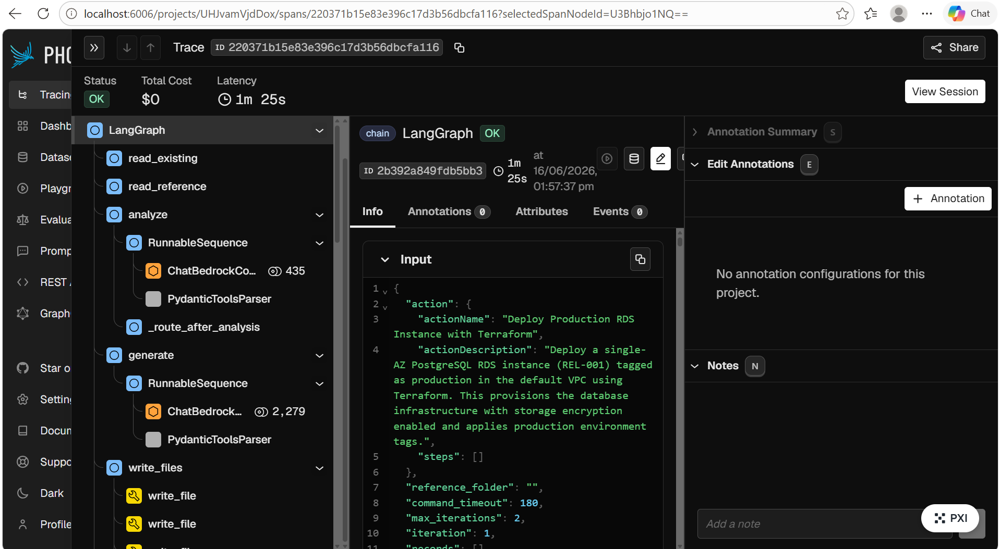 localhost:6006/projects/UHJvamVjdDox/spans/220371b15e83e396c17d3b56dbcfa116?selectedSpanNodeId=U3Bhbjo1NQ==
Chat
PHO
Trace
ID 220371b15e83e396c17d3b56dbcfa116
Share
Status
Total Cost
Latency
OK
$0
1m 25s
View Session
Tracin
Dashb
Datase
Playgr
Evalua
Promp
REST A
Graph
Star o
Setting
Docum
Suppo
Dark
Profile
LangGraph
read_existing
read_reference
analyze
RunnableSequence
ChatBedrockCo... 435
PydanticToolsParser
_route_after_analysis
generate
RunnableSequence
ChatBedrock... 2,279
PydanticToolsParser
write_files
write_file
write_file
chain LangGraph OK
ID 2b392a849fdb5bb3
1m
25s
at
16/06/2026,
01:57:37 pm
Info
Annotations 0
Attributes
Events 0
Input
1 {
2 "action": {
3 "actionName": "Deploy Production RDS
Instance with Terraform",
4 "actionDescription": "Deploy a single-
AZ PostgreSQL RDS instance (REL-001) tagged
as production in the default VPC using
Terraform. This provisions the database
infrastructure with storage encryption
enabled and applies production environment
tags.",
5 "steps": []
6 },
7 "reference_folder": "",
8 "command_timeout": 180,
9 "max_iterations": 2,
10 "iteration": 1,
11 "records": []
Annotation Summary S
Edit Annotations E
Annotation
No annotation configurations for this
project.
Notes N
Add a note
PXI